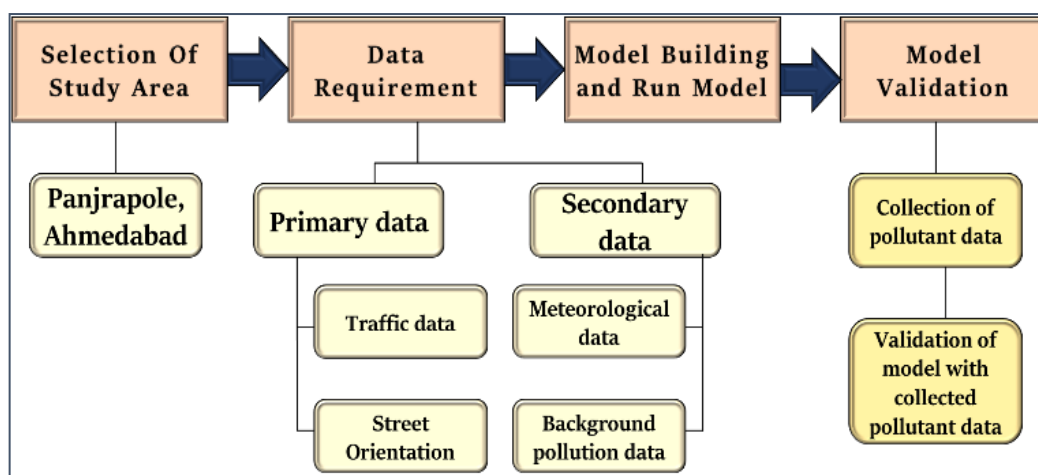 Selection Of
Study Area
Data
Requirement
Model Building
and Run Model
Model
Validation
Panjrapole,
Ahmedabad
Primary data
Traffic data
Street
Orientation
Secondary
data
Meteorological
data
Background
pollution data
Collection of
pollutant data
Validation of
model with
collected
pollutant data